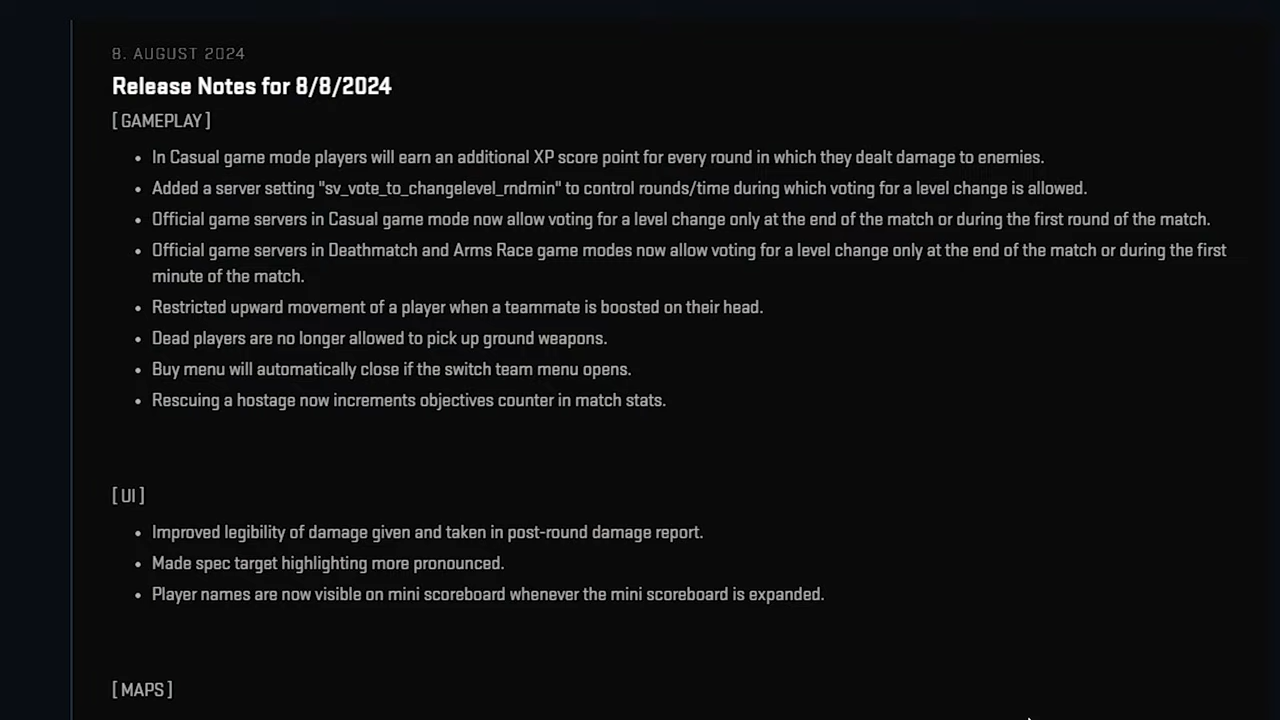 8. AUGUST 2024
Release Notes for 8/8/2024
[ GAMEPLAY ]
• In Casual game mode players will earn an additional XP score point for every round in which they dealt damage to enemies.
• Added a server setting "sv_vote_to_changelevel_rndmin" to control rounds/time during which voting for a level change is allowed.
• Official game servers in Casual game mode now allow voting for a level change only at the end of the match or during the first round of the match.
• Official game servers in Deathmatch and Arms Race game modes now allow voting for a level change only at the end of the match or during the first
minute of the match.
• Restricted upward movement of a player when a teammate is boosted on their head.
• Dead players are no longer allowed to pick up ground weapons.
• Buy menu will automatically close if the switch team menu opens.
• Rescuing a hostage now increments objectives counter in match stats.
[ UI ]
• Improved legibility of damage given and taken in post-round damage report.
• Made spec target highlighting more pronounced.
• Player names are now visible on mini scoreboard whenever the mini scoreboard is expanded.
[ MAPS ]